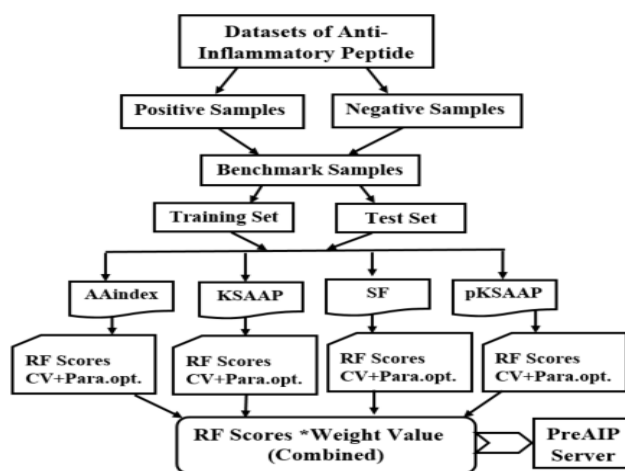 Datasets of Anti-
Inflammatory Peptide
Positive Samples
Negative Samples
Benchmark Samples
Training Set
Test Set
AAindex
KSAAP
SF
pKSAAP
RF Scores
CV+Para.opt.
RF Scores
CV+Para.opt.
RF Scores
CV+Para.opt.
RF Scores
CV+Para.opt.
RF Scores *Weight Value
(Combined)
PreAIP
Server